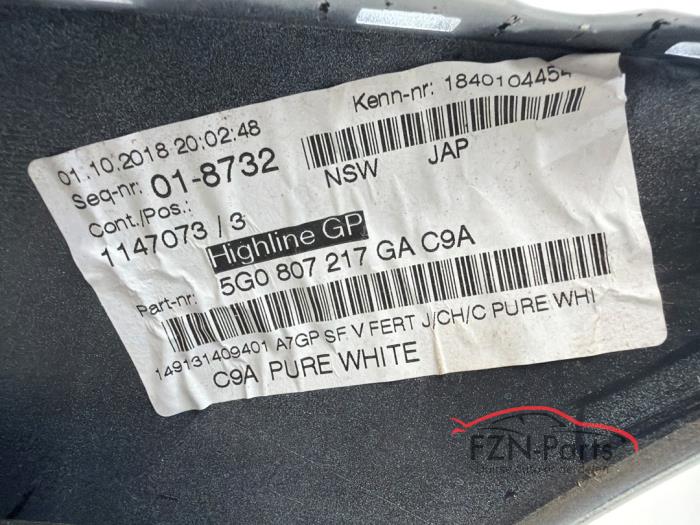 01.10.2018 20:02:48
Kenn-nr: 1840104454
Seq-nr: 01-8732
NSW JAP
Cont./Pos.:
1147073 / 3
Highline GP
5G0 807 217 GA C9A
Part-nr:
149131409401 A7GP SF V FERT J/CH/C PURE WHI
C9A PURE WHITE
FZN-Parts